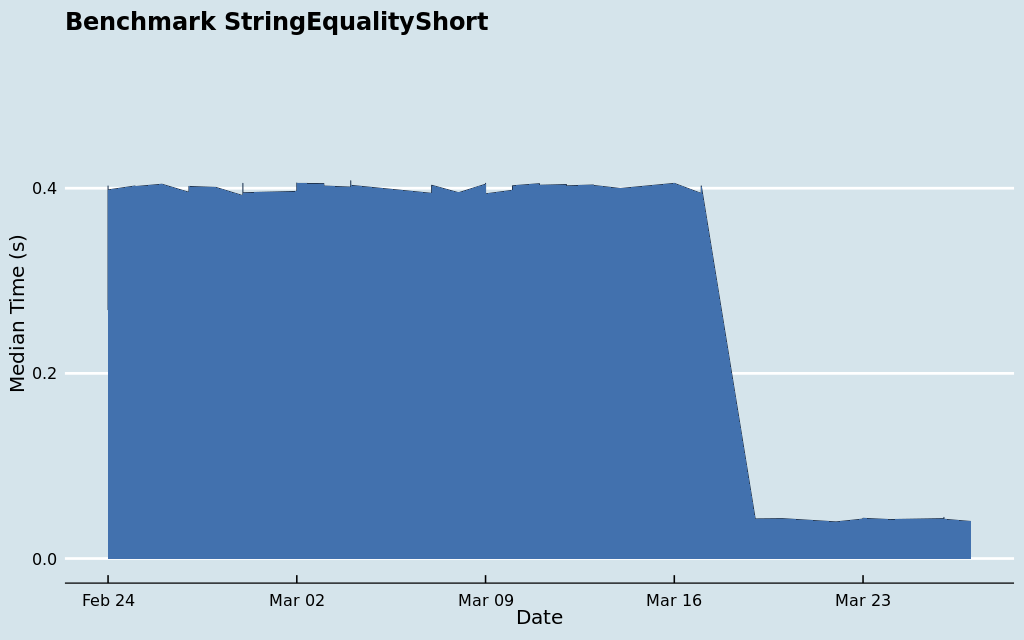 Benchmark StringEqualityShort
Median Time (s)
0.4
0.2
0.0
Feb 24 Mar 02 Mar 09 Mar 16 Mar 23
Date